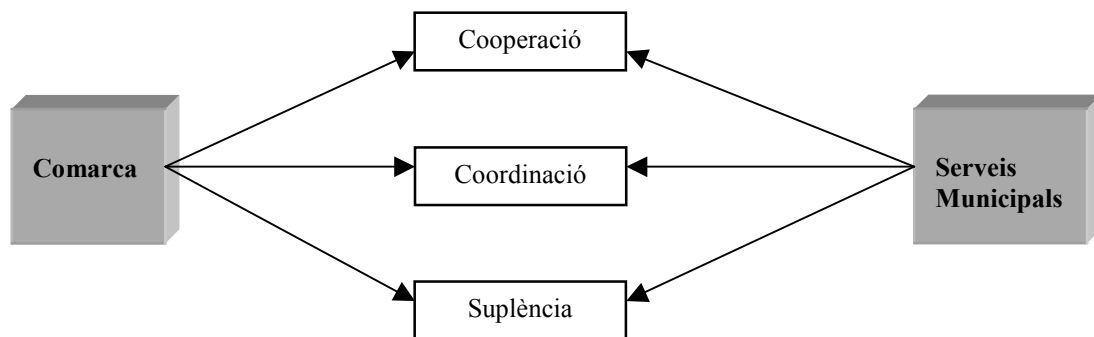 Cooperació
Comarca
Coordinació
Serveis
Municipals
Suplència